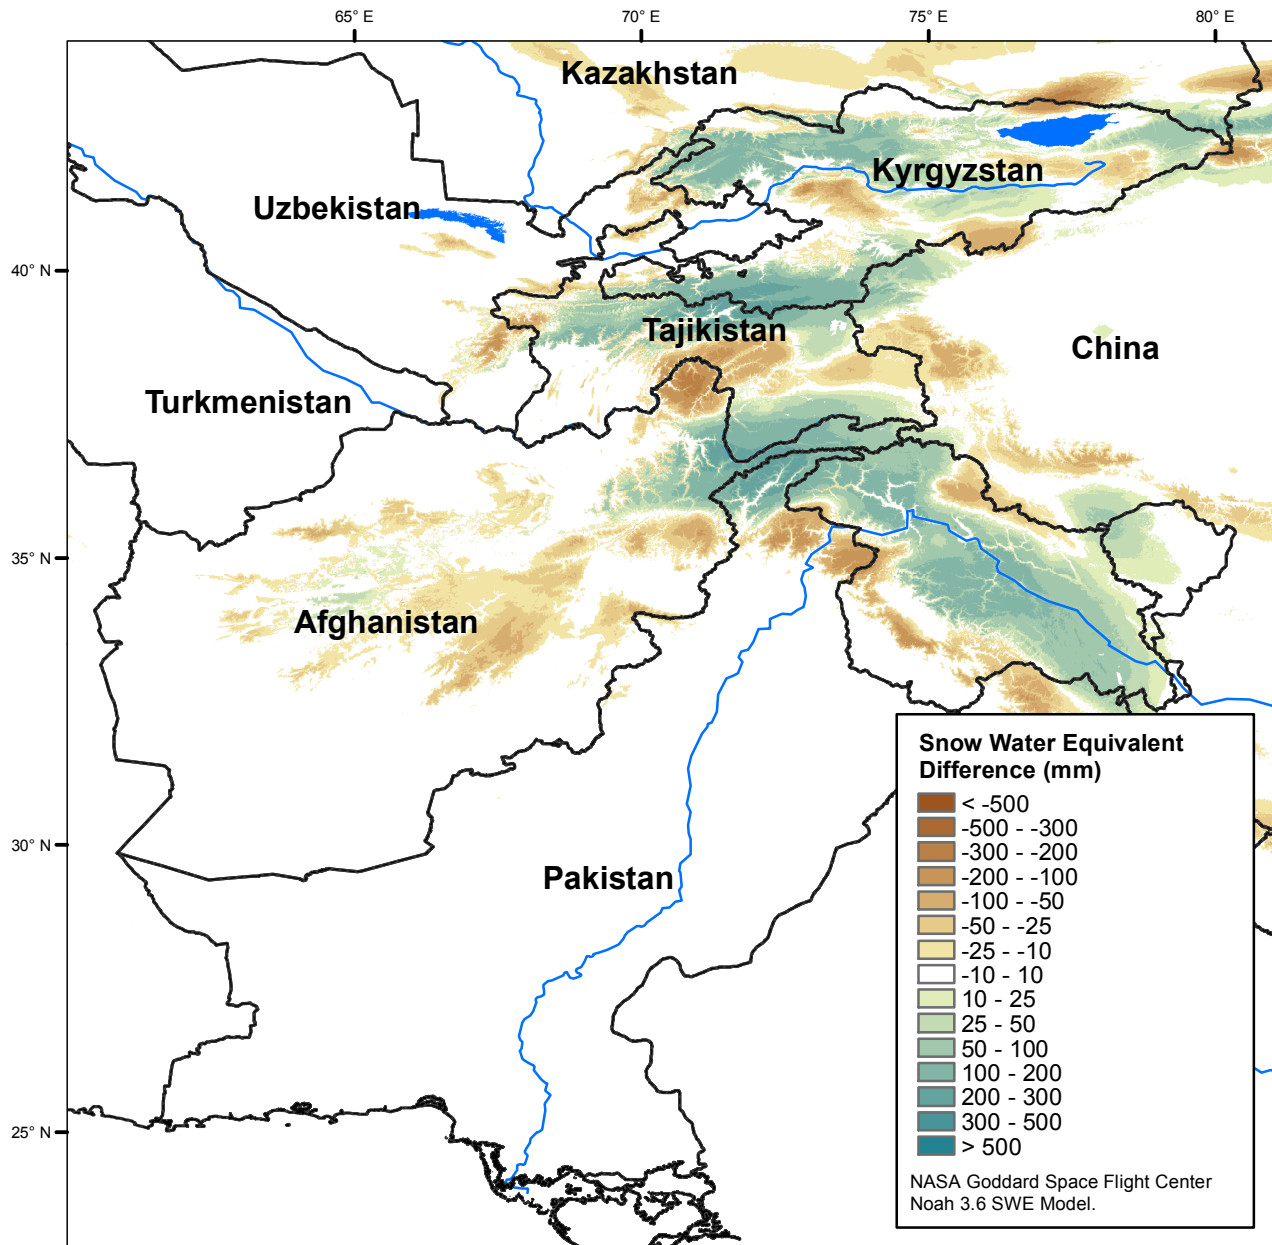 65° E
70° E
75° E
80° E
Kazakhstan
Kyrgyzstan
Uzbekistan
40° N
Tajikistan
China
Turkmenistan
35° N
Afghanistan
Snow Water Equivalent
Difference (mm)
< -500
-500 - -300
-300 - -200
-200 - -100
-100 - -50
-50 - -25
-25 - -10
-10 - 10
10 - 25
25 - 50
50 - 100
100 - 200
200 - 300
300 - 500
> 500
NASA Goddard Space Flight Center
Noah 3.6 SWE Model.
30° N
Pakistan
25° N